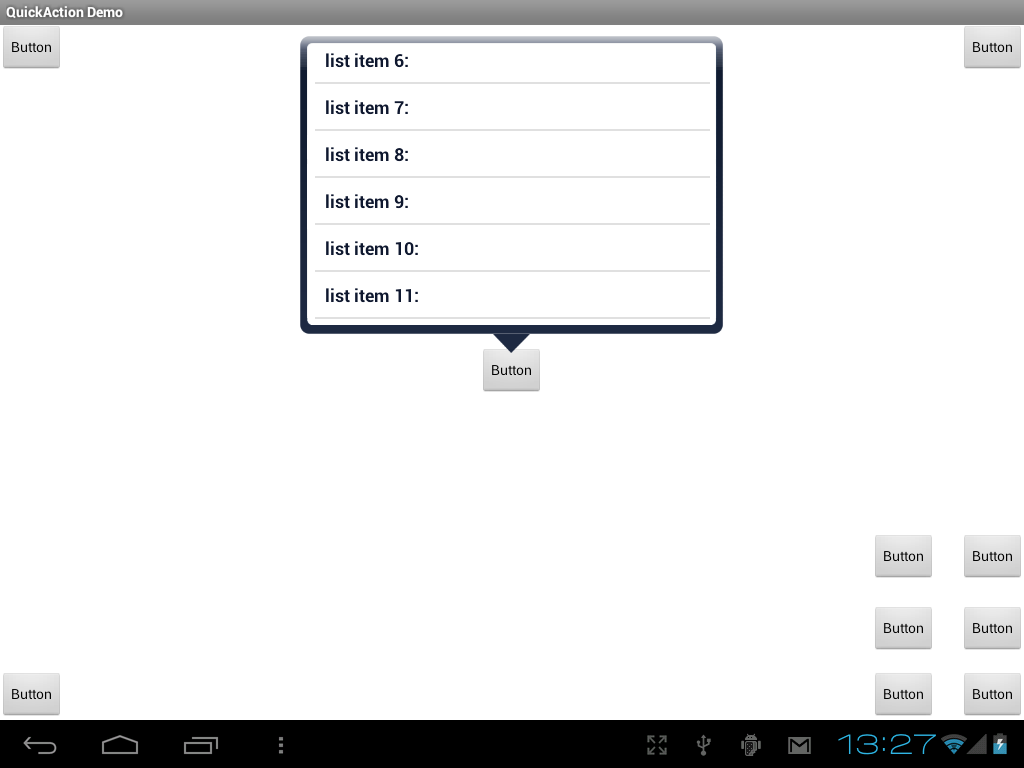 QuickAction Demo
Button
Button
list item 6:
list item 7:
list item 8:
list item 9:
list item 10:
list item 11:
Button
Button
Button
Button
Button
Button
Button
Button
13:27